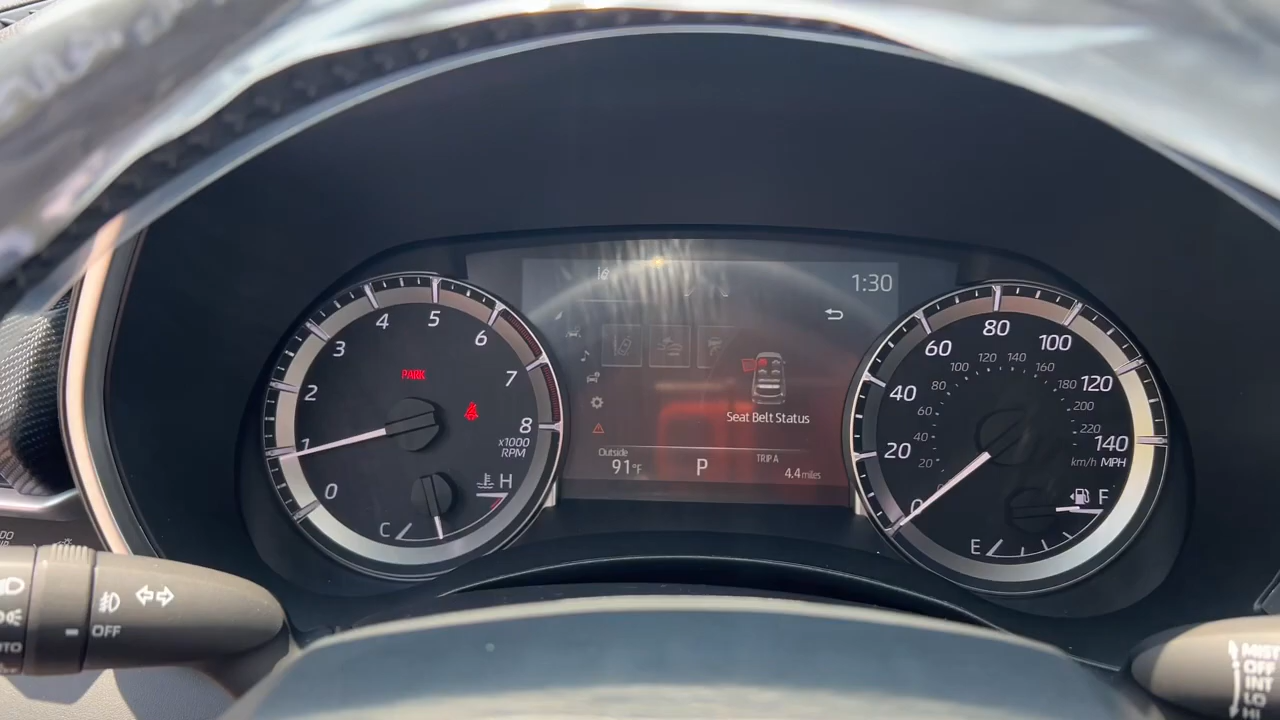 1:30
0
1
2
3
4
5
6
7
8
x1000
RPM
PARK
C
H
Seat Belt Status
Outside
91°F
P
TRIP A
4.4 miles
0
20
40
60
80
100
120
140
MPH
km/h
20
40
60
80
100
120
140
160
180
200
220
E
F
OFF
MIST
OFF
INT
LO
HI